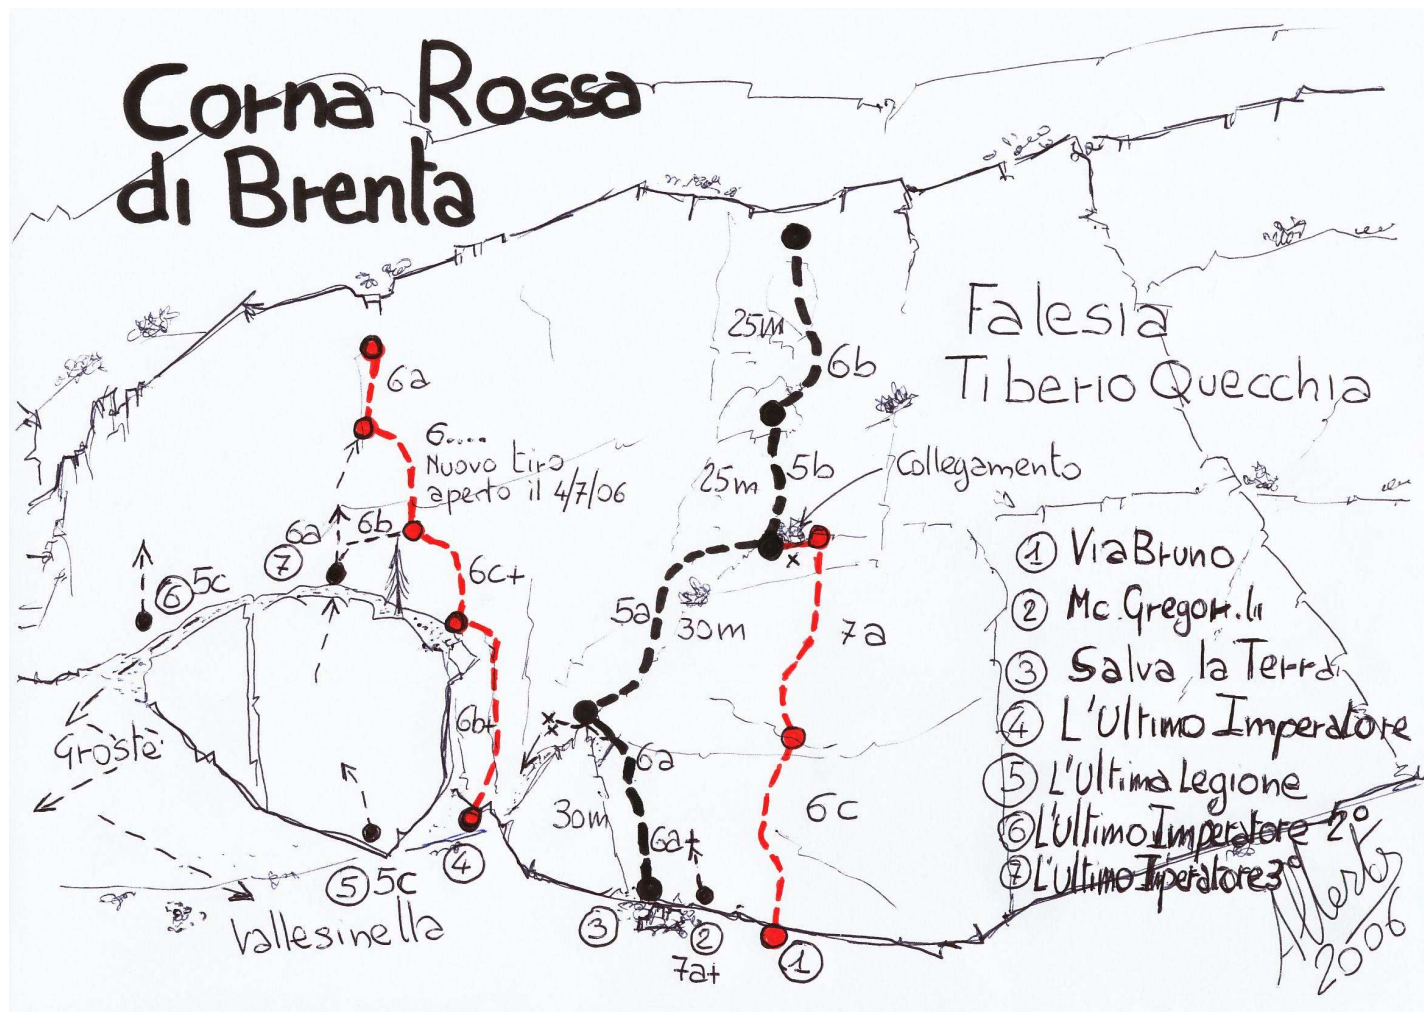 Corna Rossa
di Brenta
Falesia
Tiberio Quecchia
25m
6b
6a
6....
Nuovo tiro
aperto il 4/7/06
25m
5b
Collegamento
6a
6b
7
6
5c
6c+
5a
30m
7a
6b+
Grostè
6a
30m
6a+
6c
4
5
5c
Vallesinella
3
2
7a+
1
1 Via Bruno
2 Mc. Gregor.li
3 Salva la Terra
4 L'Ultimo Imperatore
5 L'Ultima Legione
6 L'ultimo Imperatore 2°
7 L'ultimo Iperatore 3°
Alberto
2006